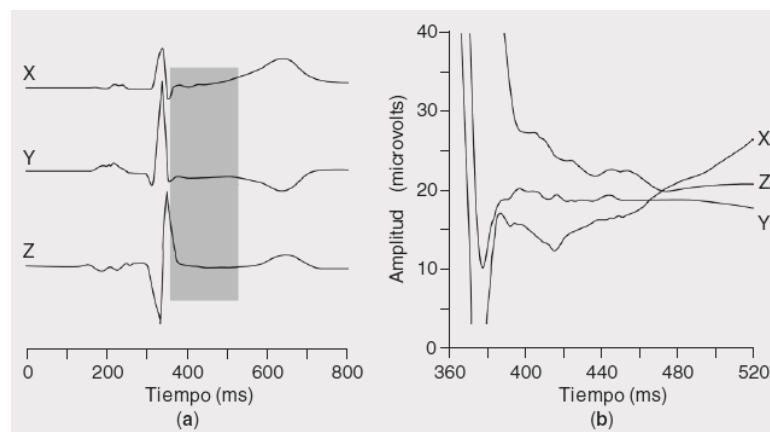 X
Y
Z
0 200 400 600 800
Tiempo (ms)
(a)
Amplitud (microvolts)
40
30
20
10
0
X
Z
Y
360 400 440 480 520
Tiempo (ms)
(b)